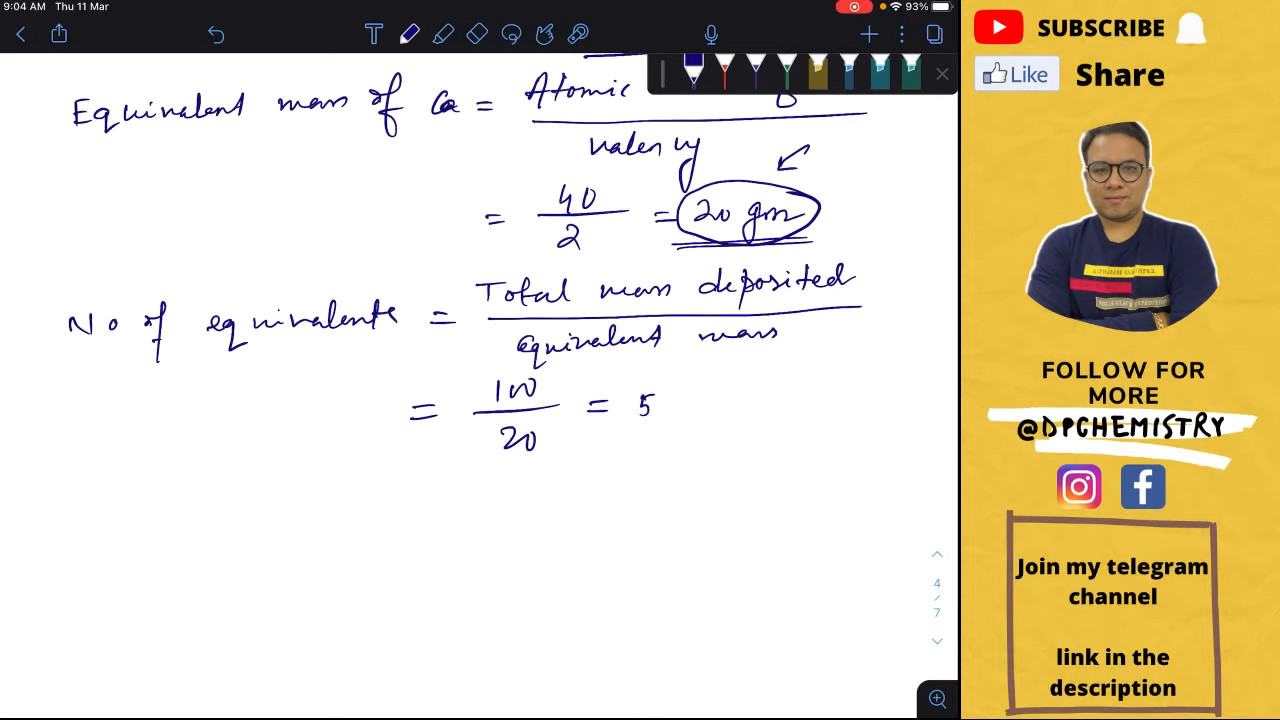 9:04 AM Thu 11 Mar
93%
Equivalent mass of Ca = Atomic
valency
= 40 / 2 = 20 gm
No of equivalents = Total mass deposited / equivalent mass
= 100 / 20 = 5
4 / 7
SUBSCRIBE
Like Share
FOLLOW FOR
MORE
@DPCHEMISTRY
Join my telegram
channel
link in the
description